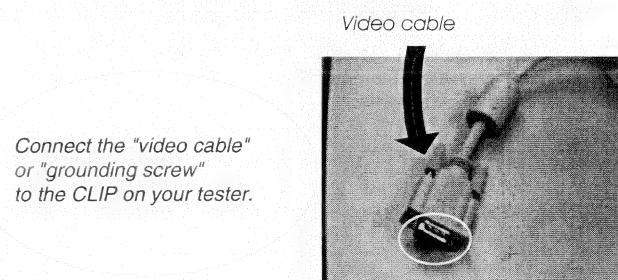 Video cable
Connect the "video cable"
or "grounding screw"
to the CLIP on your tester.